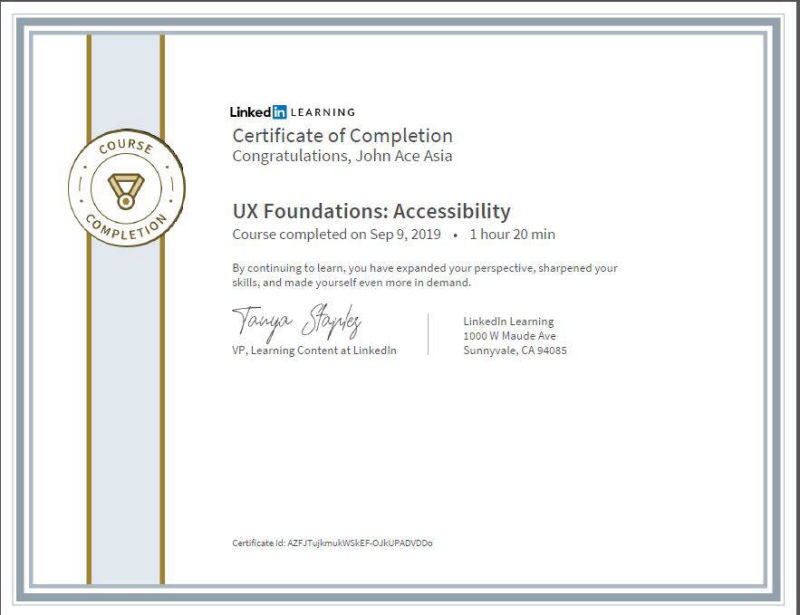 COURSE
COMPLETION
Linked in LEARNING
Certificate of Completion
Congratulations, John Ace Asia
UX Foundations: Accessibility
Course completed on Sep 9, 2019 • 1 hour 20 min
By continuing to learn, you have expanded your perspective, sharpened your
skills, and made yourself even more in demand.
Tanya Staples
VP, Learning Content at LinkedIn
LinkedIn Learning
1000 W Maude Ave
Sunnyvale, CA 94085
Certificate Id: AZFJTujkmukWSkEF-OJkUPADVDDo